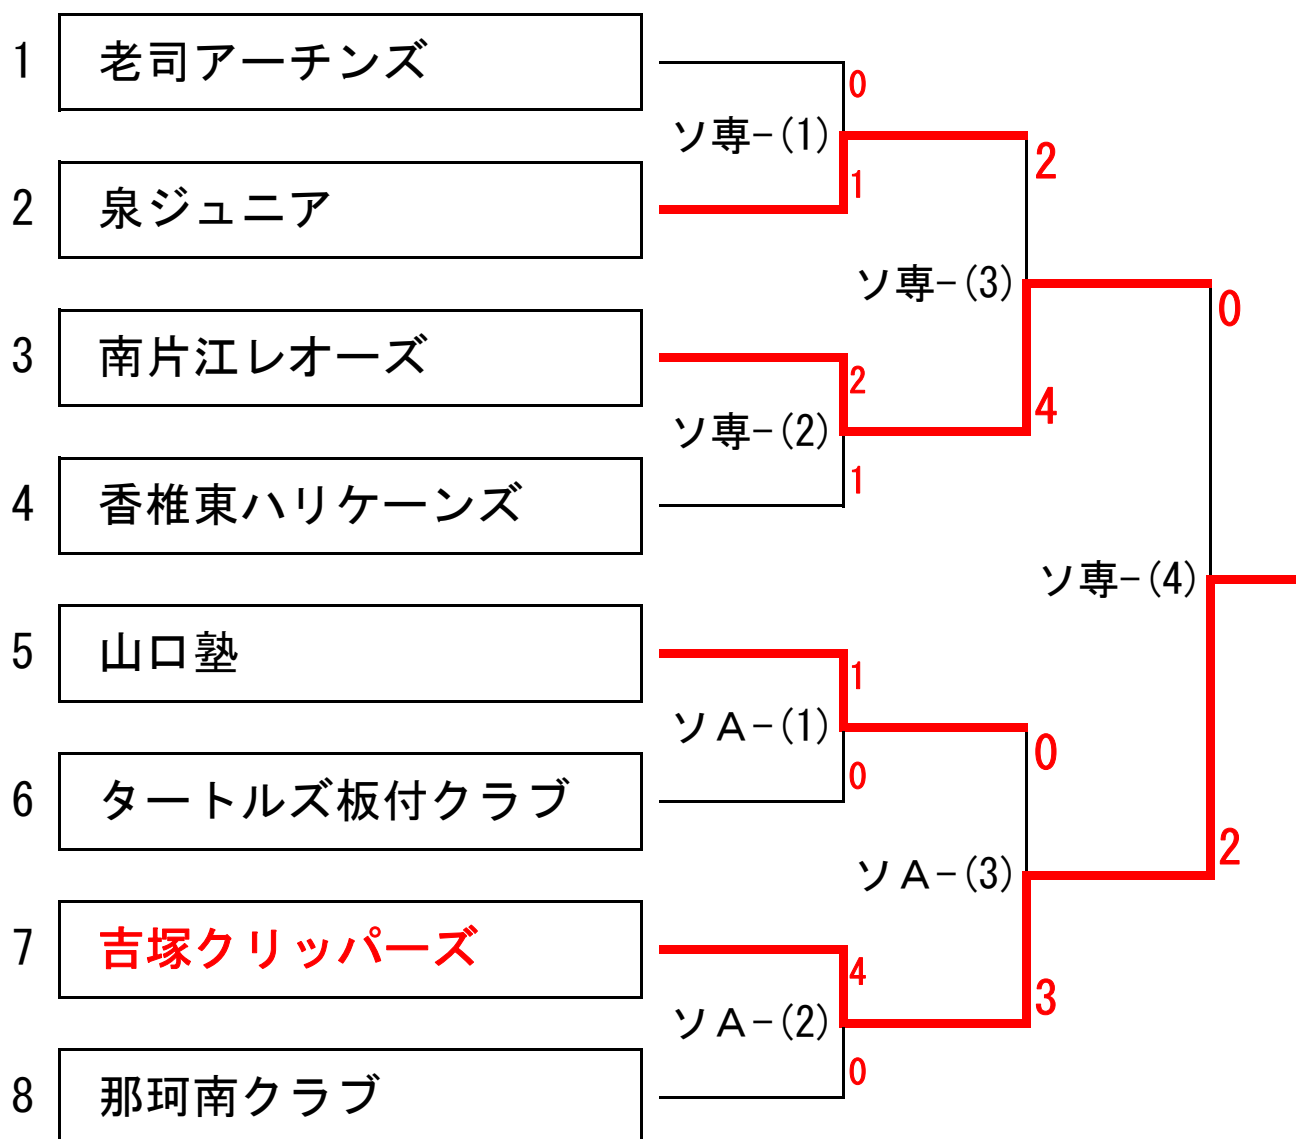 1 老司アーチンズ
0
ソ専-(1)
2
1
2 泉ジュニア
ソ専-(3)
0
3 南片江レオーズ
2
4
ソ専-(2)
1
4 香椎東ハリケーンズ
ソ専-(4)
5 山口塾
1
ソA-(1)
0
0
6 タートルズ板付クラブ
2
ソA-(3)
7 吉塚クリッパーズ
4
3
ソA-(2)
0
8 那珂南クラブ